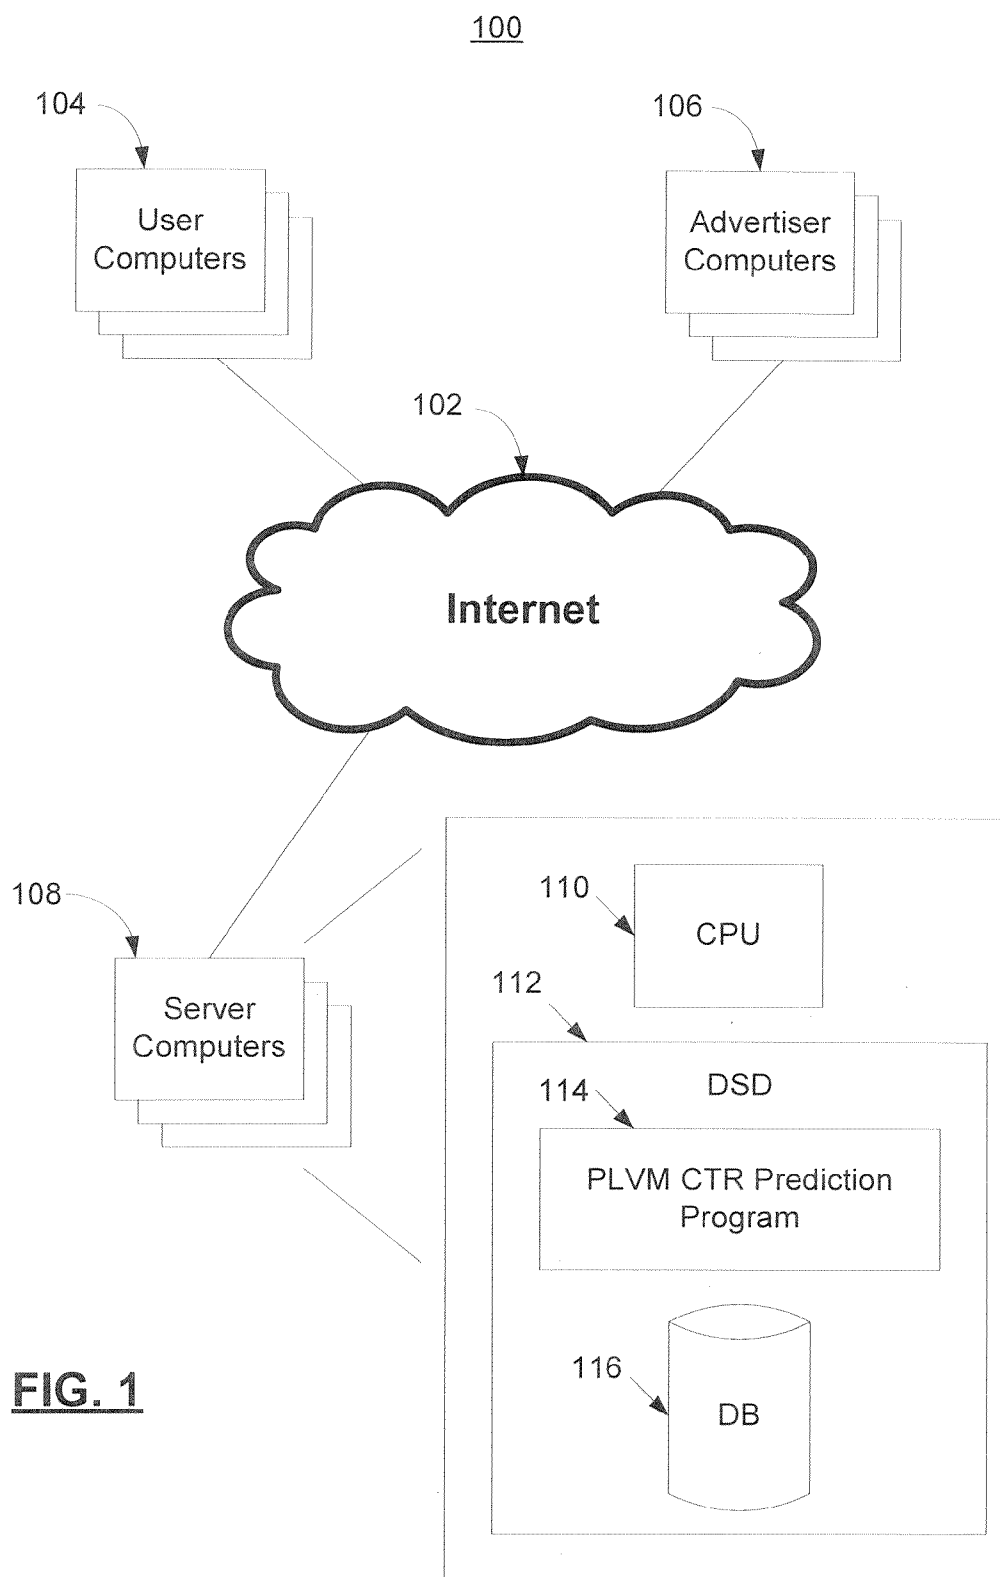 100
104
106
User
Computers
Advertiser
Computers
102
Internet
108
Server
Computers
110
CPU
112
DSD
114
PLVM CTR Prediction
Program
116
DB
FIG. 1